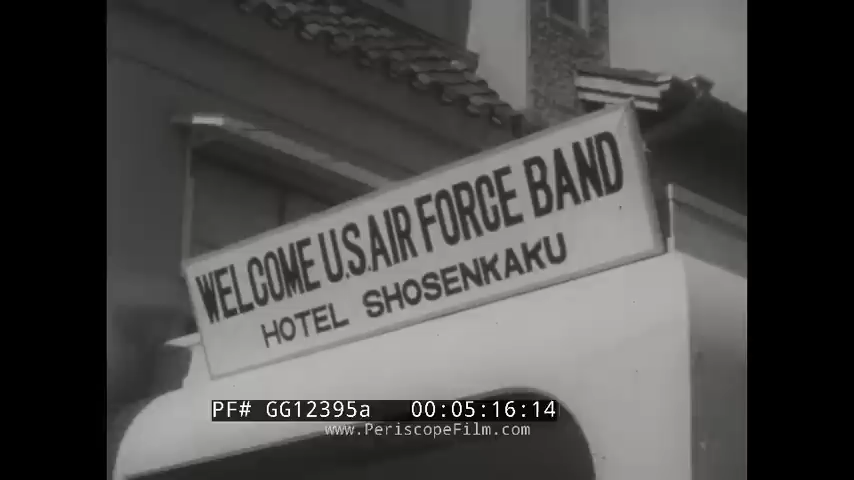 WELCOME U.S. AIR FORCE BAND
HOTEL SHOSENKAKU
PF# GG12395a 00:05:16:14
www.PeriscopeFilm.com